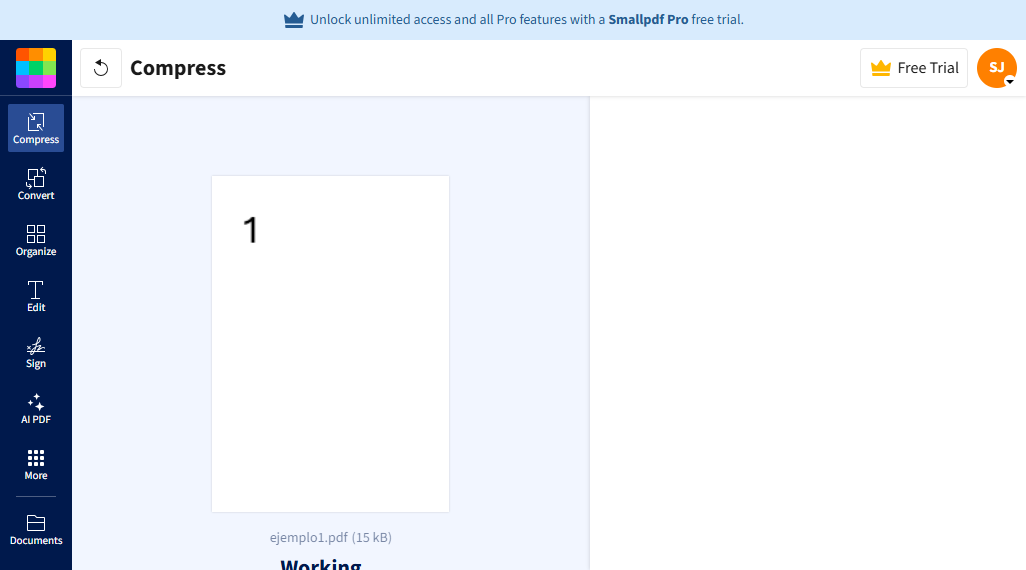 Unlock unlimited access and all Pro features with a Smallpdf Pro free trial.
Compress
Free Trial
SJ
Compress
Convert
Organize
Edit
Sign
AI PDF
More
Documents
1
ejemplo1.pdf (15 kB)
Working